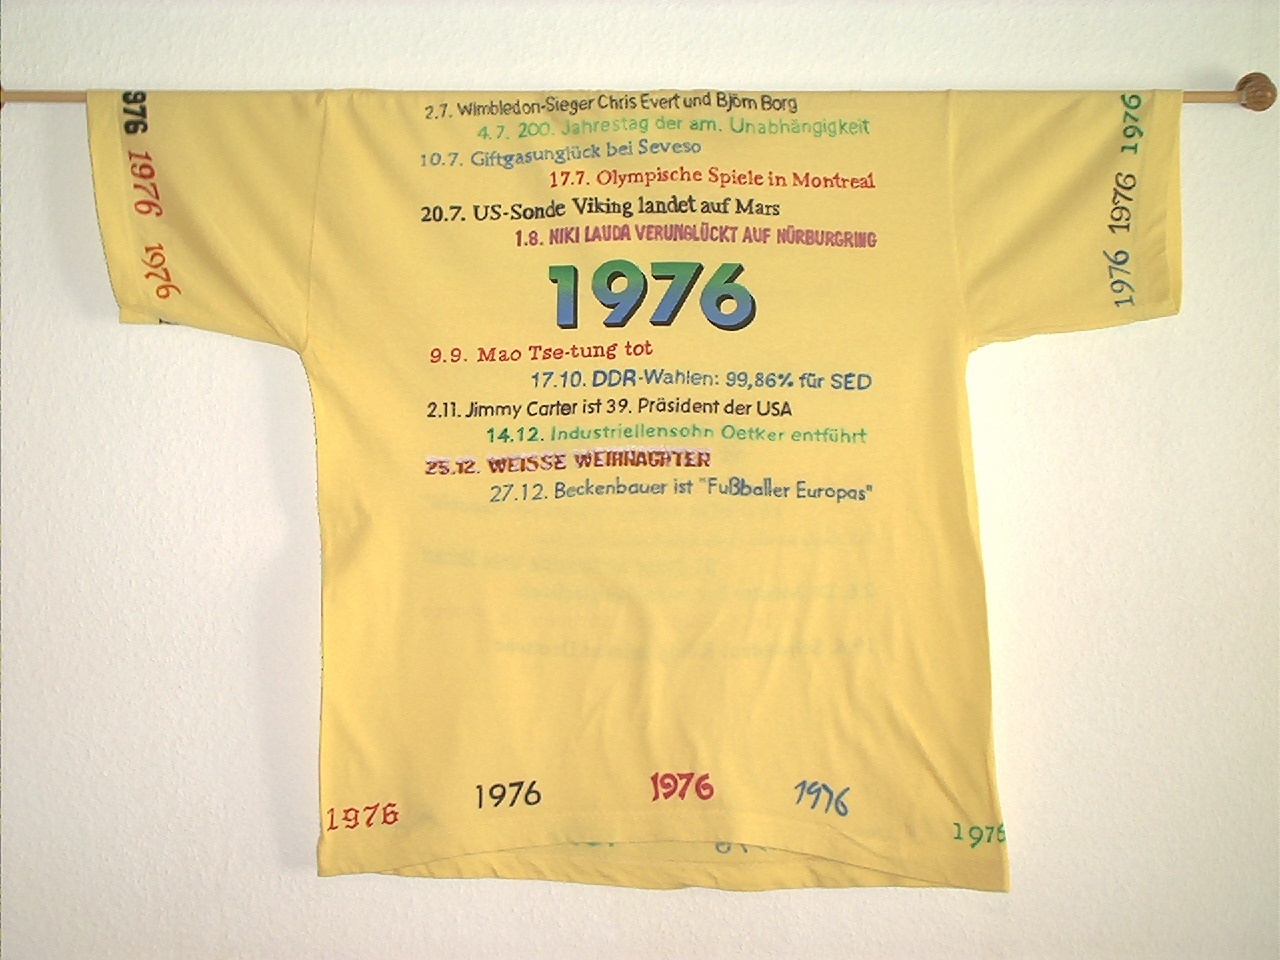 2.7. Wimbledon-Sieger Chris Evert und Björn Borg
4.7. 200. Jahrestag der am. Unabhängigkeit
10.7. Giftgasunglück bei Seveso
17.7. Olympische Spiele in Montreal
20.7. US-Sonde Viking landet auf Mars
1.8. NIKI LAUDA VERUNGLÜCKT AUF NÜRBURGRING
1976
9.9. Mao Tse-tung tot
17.10. DDR-Wahlen: 99,86% für SED
2.11. Jimmy Carter ist 39. Präsident der USA
14.12. Industriellensohn Oetker entführt
25.12. WEISSE
27.12. Beckenbauer ist "Fußballer Europas"
976
1976
1976
1976
1976
1976
1976
1976
1976
1976
1976